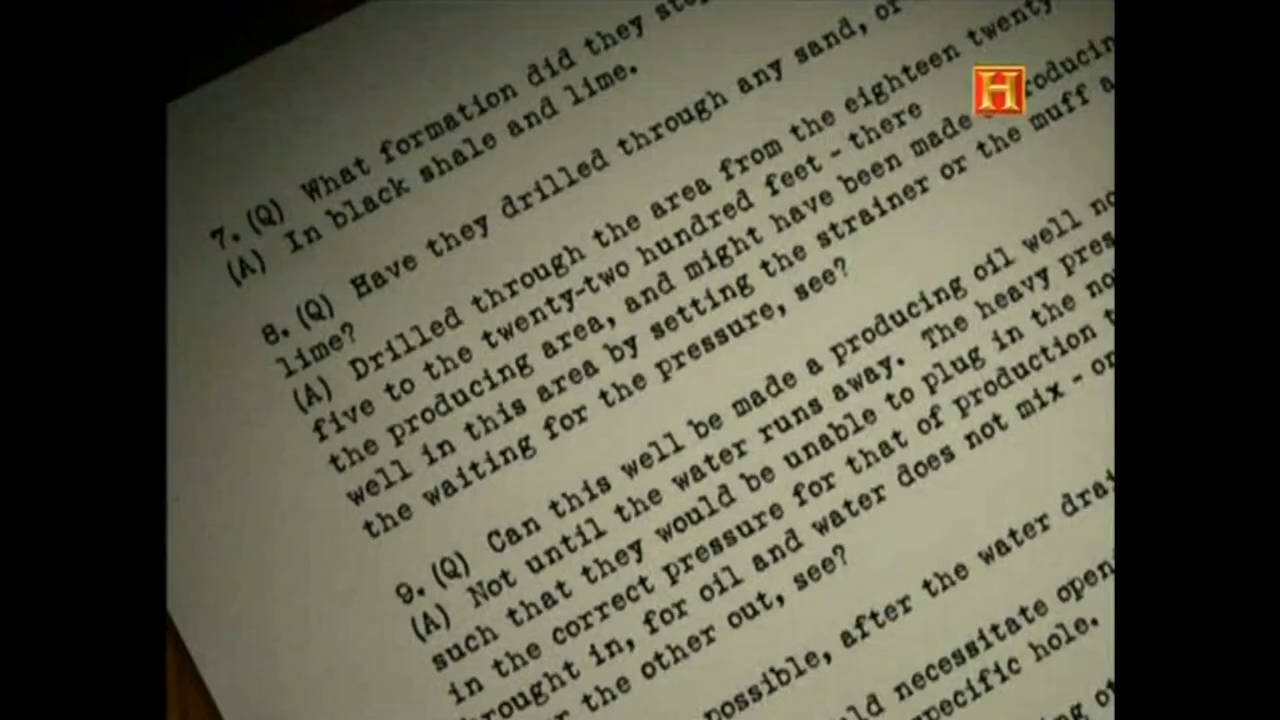 7. (Q) What formation did they
(A) In black shale and lime.
8. (Q) Have they drilled through any sand, or
lime?
(A) Drilled through the area from the eighteen twenty
five to the twenty-two hundred feet - there
the producing area, and might have been made
well in this area by setting the strainer or the muff
the waiting for the pressure, see?
9. (Q) Can this well be made a producing oil well
(A) Not until the water runs away. The heavy
such that they would be unable to plug in the
in the correct pressure for that of production
in, for oil and water does not mix -
the other out, see?
possible, after the water
necessitate
specific hole.
H